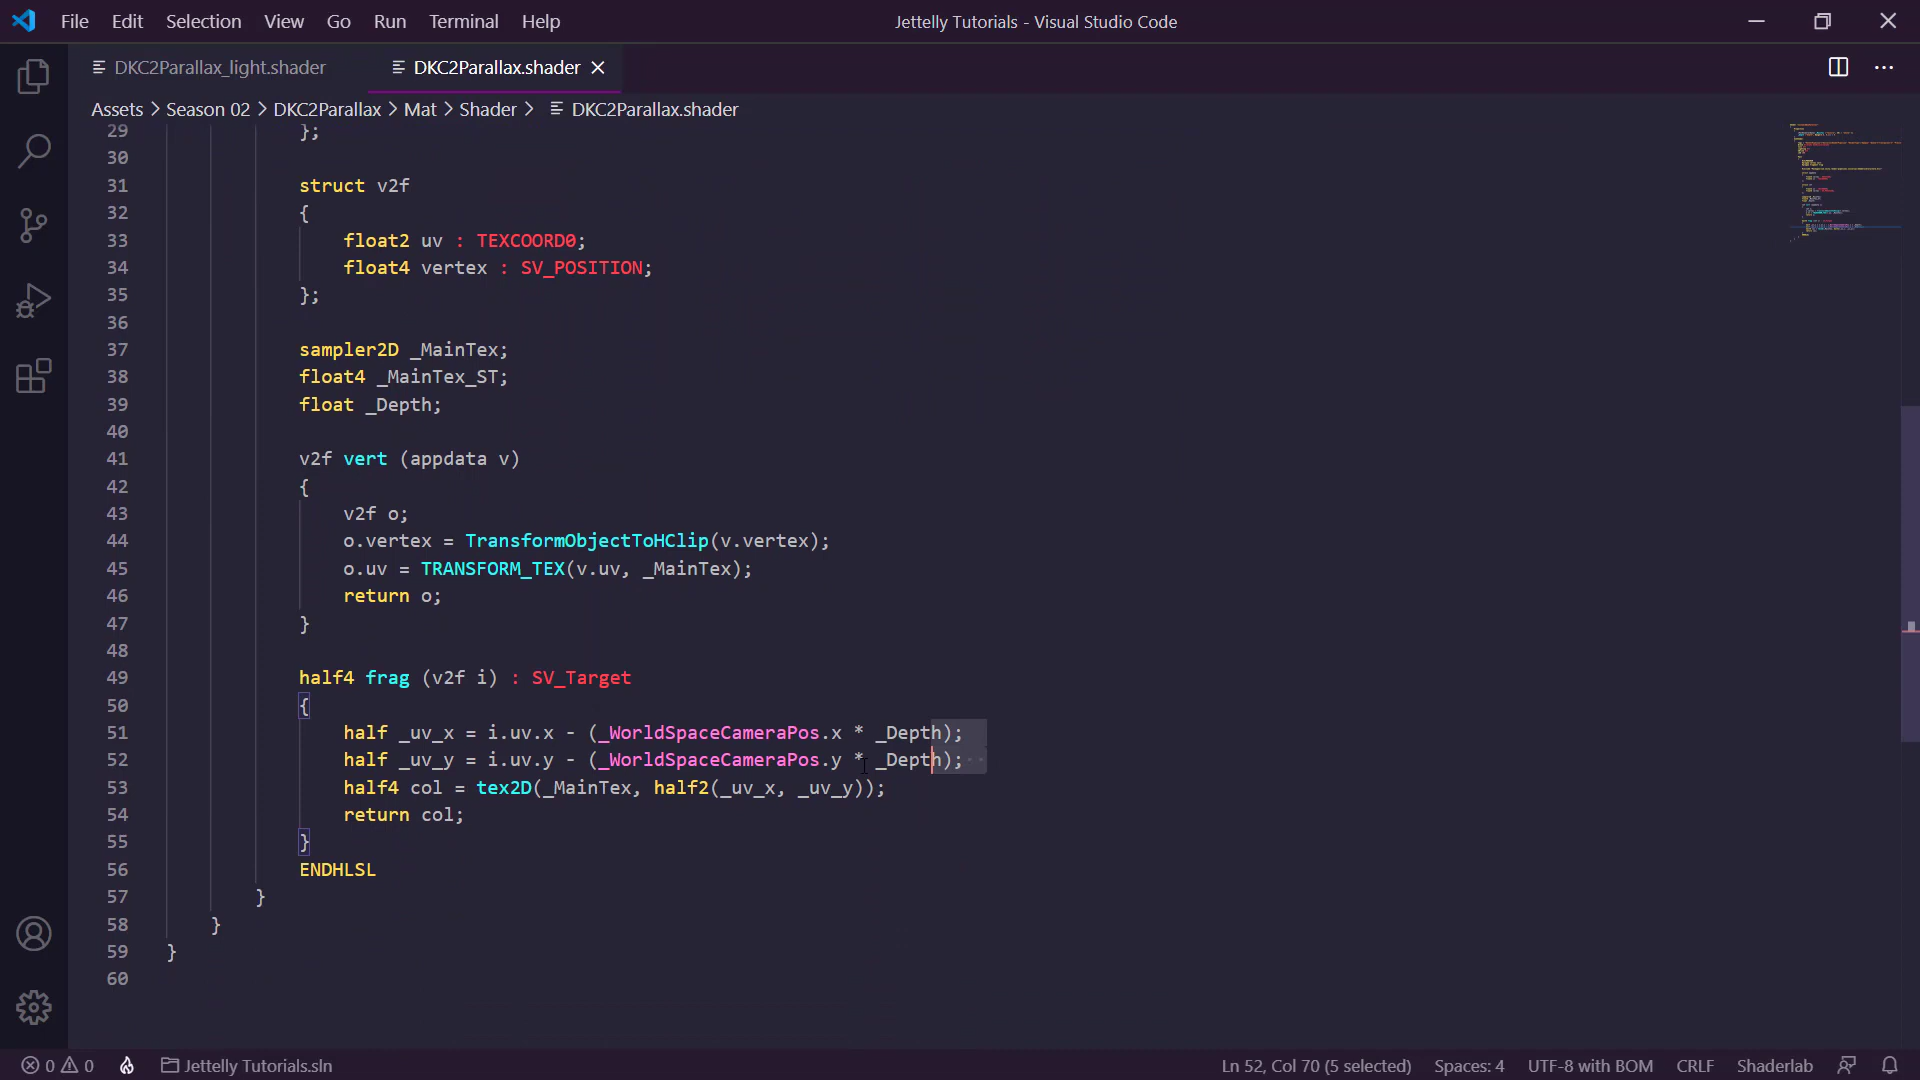 File Edit Selection View Go Run Terminal Help
Jettelly Tutorials - Visual Studio Code
DKC2Parallax_light.shader
DKC2Parallax.shader
Assets > Season 02 > DKC2Parallax > Mat > Shader > DKC2Parallax.shader
29 };
30
31 struct v2f
32 {
33 float2 uv : TEXCOORD0;
34 float4 vertex : SV_POSITION;
35 };
36
37 sampler2D _MainTex;
38 float4 _MainTex_ST;
39 float _Depth;
40
41 v2f vert (appdata v)
42 {
43 v2f o;
44 o.vertex = TransformObjectToHClip(v.vertex);
45 o.uv = TRANSFORM_TEX(v.uv, _MainTex);
46 return o;
47 }
48
49 half4 frag (v2f i) : SV_Target
50 {
51 half _uv_x = i.uv.x - (_WorldSpaceCameraPos.x * _Depth);
52 half _uv_y = i.uv.y - (_WorldSpaceCameraPos.y * _Depth);
53 half4 col = tex2D(_MainTex, half2(_uv_x, _uv_y));
54 return col;
55 }
56 ENDHLSL
57 }
58 }
59 }
60
0 0 Jettelly Tutorials.sln Ln 52, Col 70 (5 selected) Spaces: 4 UTF-8 with BOM CRLF Shaderlab